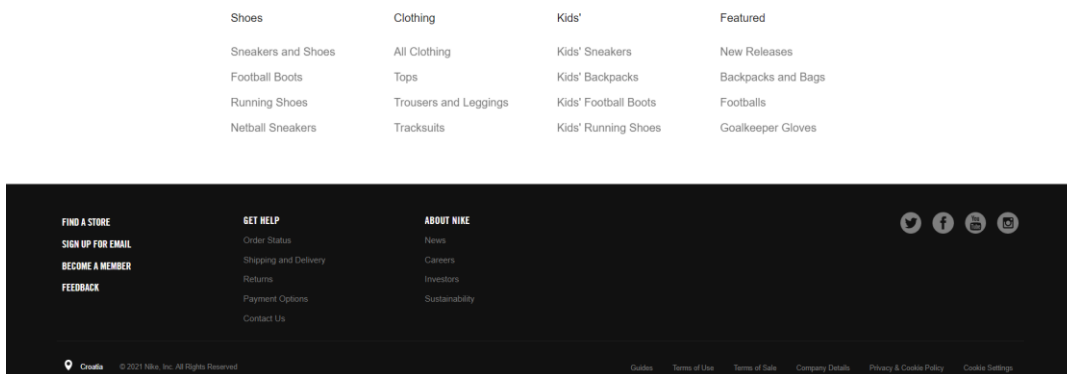 Shoes
Sneakers and Shoes
Football Boots
Running Shoes
Netball Sneakers
Clothing
All Clothing
Tops
Trousers and Leggings
Tracksuits
Kids'
Kids' Sneakers
Kids' Backpacks
Kids' Football Boots
Kids' Running Shoes
Featured
New Releases
Backpacks and Bags
Footballs
Goalkeeper Gloves
FIND A STORE
SIGN UP FOR EMAIL
BECOME A MEMBER
FEEDBACK
GET HELP
Order Status
Shipping and Delivery
Returns
Payment Options
Contact Us
ABOUT NIKE
News
Careers
Investors
Sustainability
You Tube
Croatia © 2021 Nike, Inc. All Rights Reserved
Guides Terms of Use Terms of Sale Company Details Privacy & Cookie Policy Cookie Settings